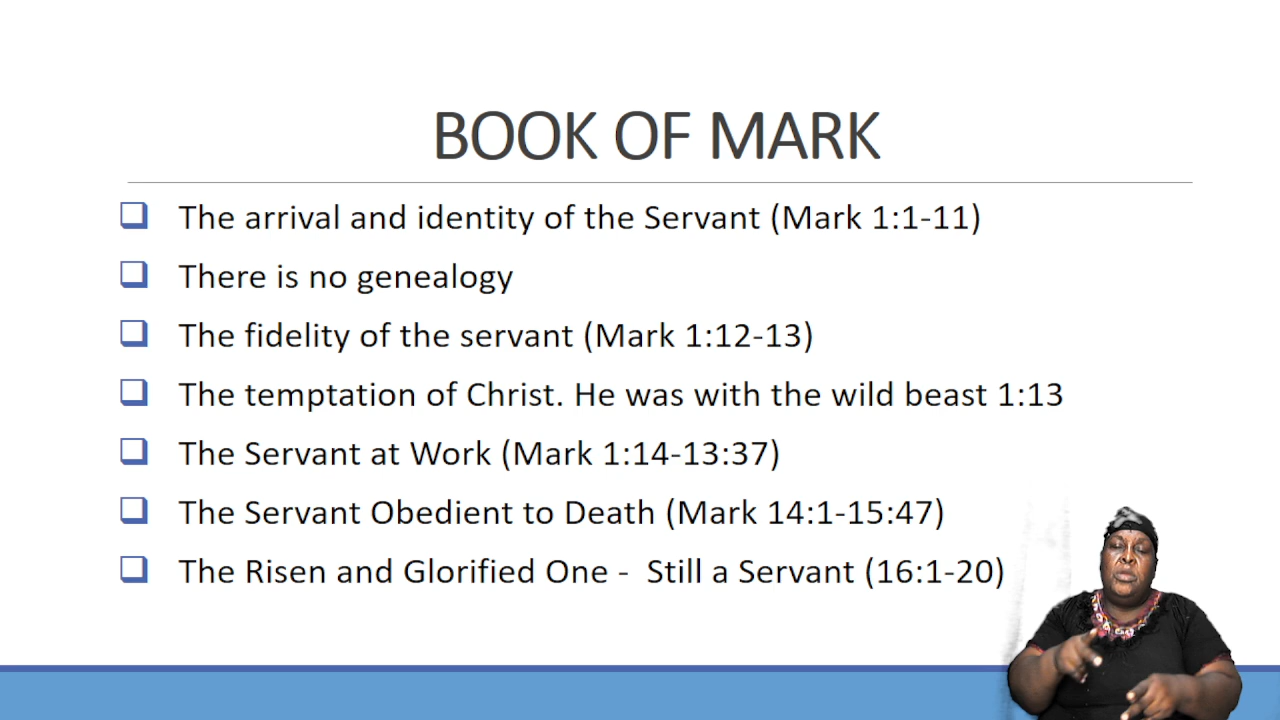 BOOK OF MARK
The arrival and identity of the Servant (Mark 1:1-11)
There is no genealogy
The fidelity of the servant (Mark 1:12-13)
The temptation of Christ. He was with the wild beast 1:13
The Servant at Work (Mark 1:14-13:37)
The Servant Obedient to Death (Mark 14:1-15:47)
The Risen and Glorified One - Still a Servant (16:1-20)